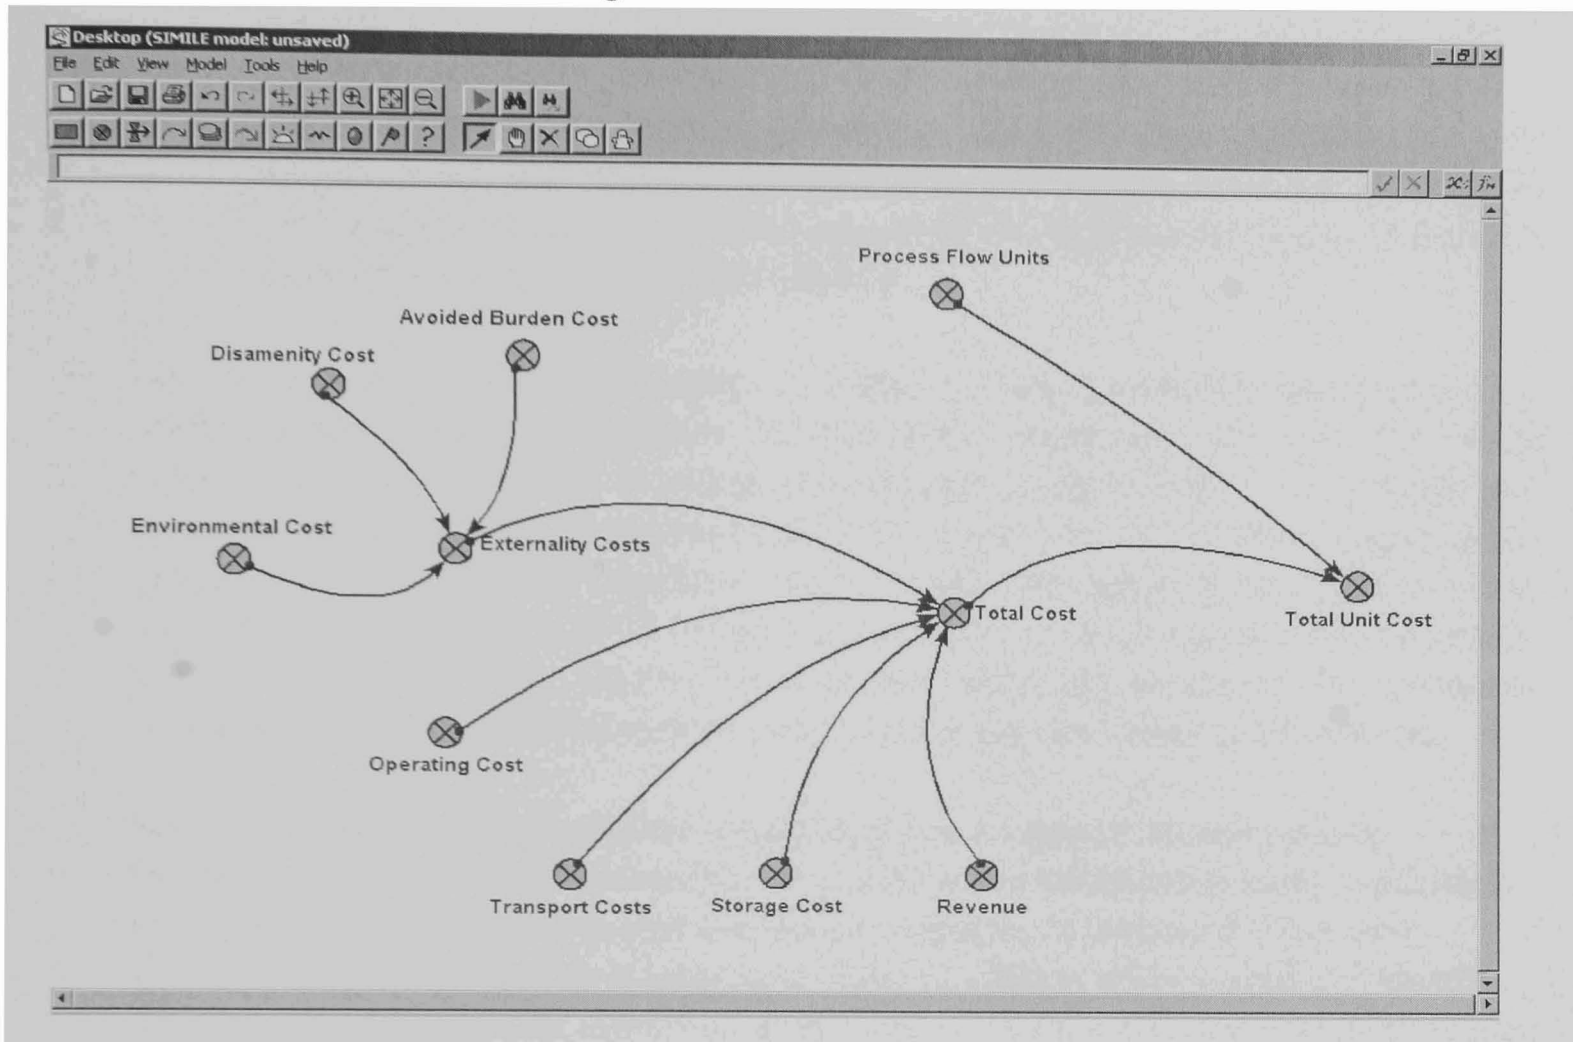 Desktop (SIMILE model: unsaved)
File Edit View Model Tools Help
Process Flow Units
Avoided Burden Cost
Disamenity Cost
Environmental Cost
Externality Costs
Total Cost
Total Unit Cost
Operating Cost
Transport Costs
Storage Cost
Revenue